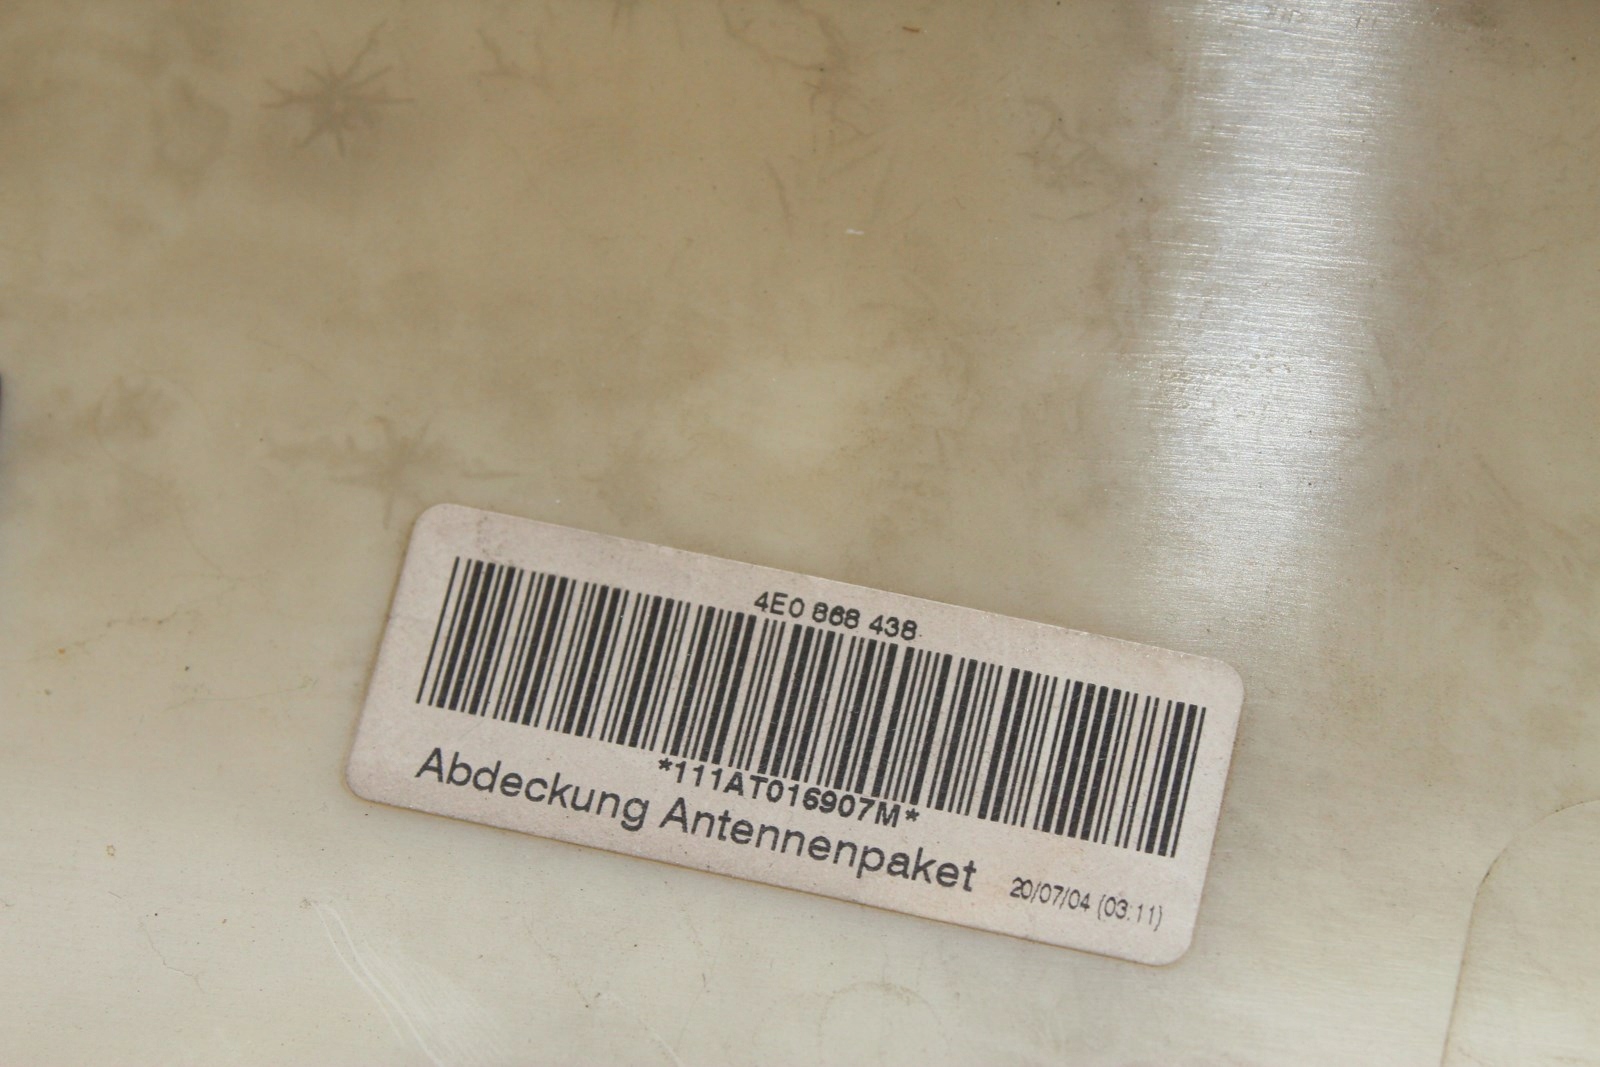 4E0 868 438
*111AT016907M*
Abdeckung Antennenpaket
20/07/04 (03:11)